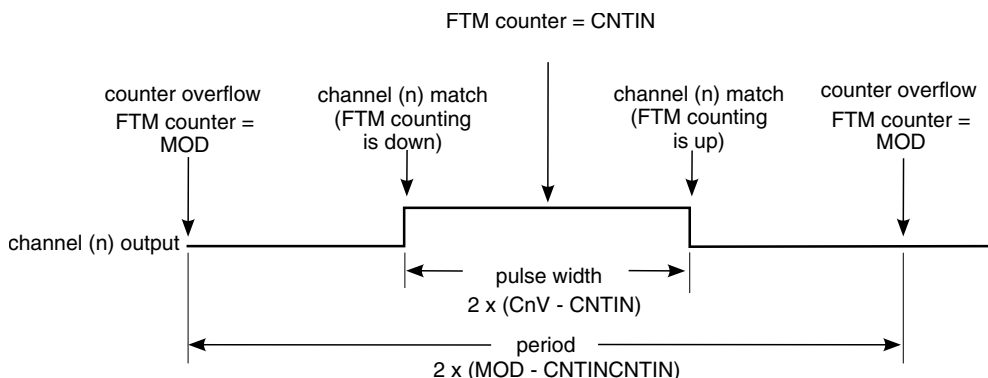 FTM counter = CNTIN
counter overflow
FTM counter =
MOD
channel (n) match
(FTM counting
is down)
channel (n) match
(FTM counting
is up)
counter overflow
FTM counter =
MOD
channel (n) output
pulse width
2 x (CnV - CNTIN)
period
2 x (MOD - CNTINCNTIN)